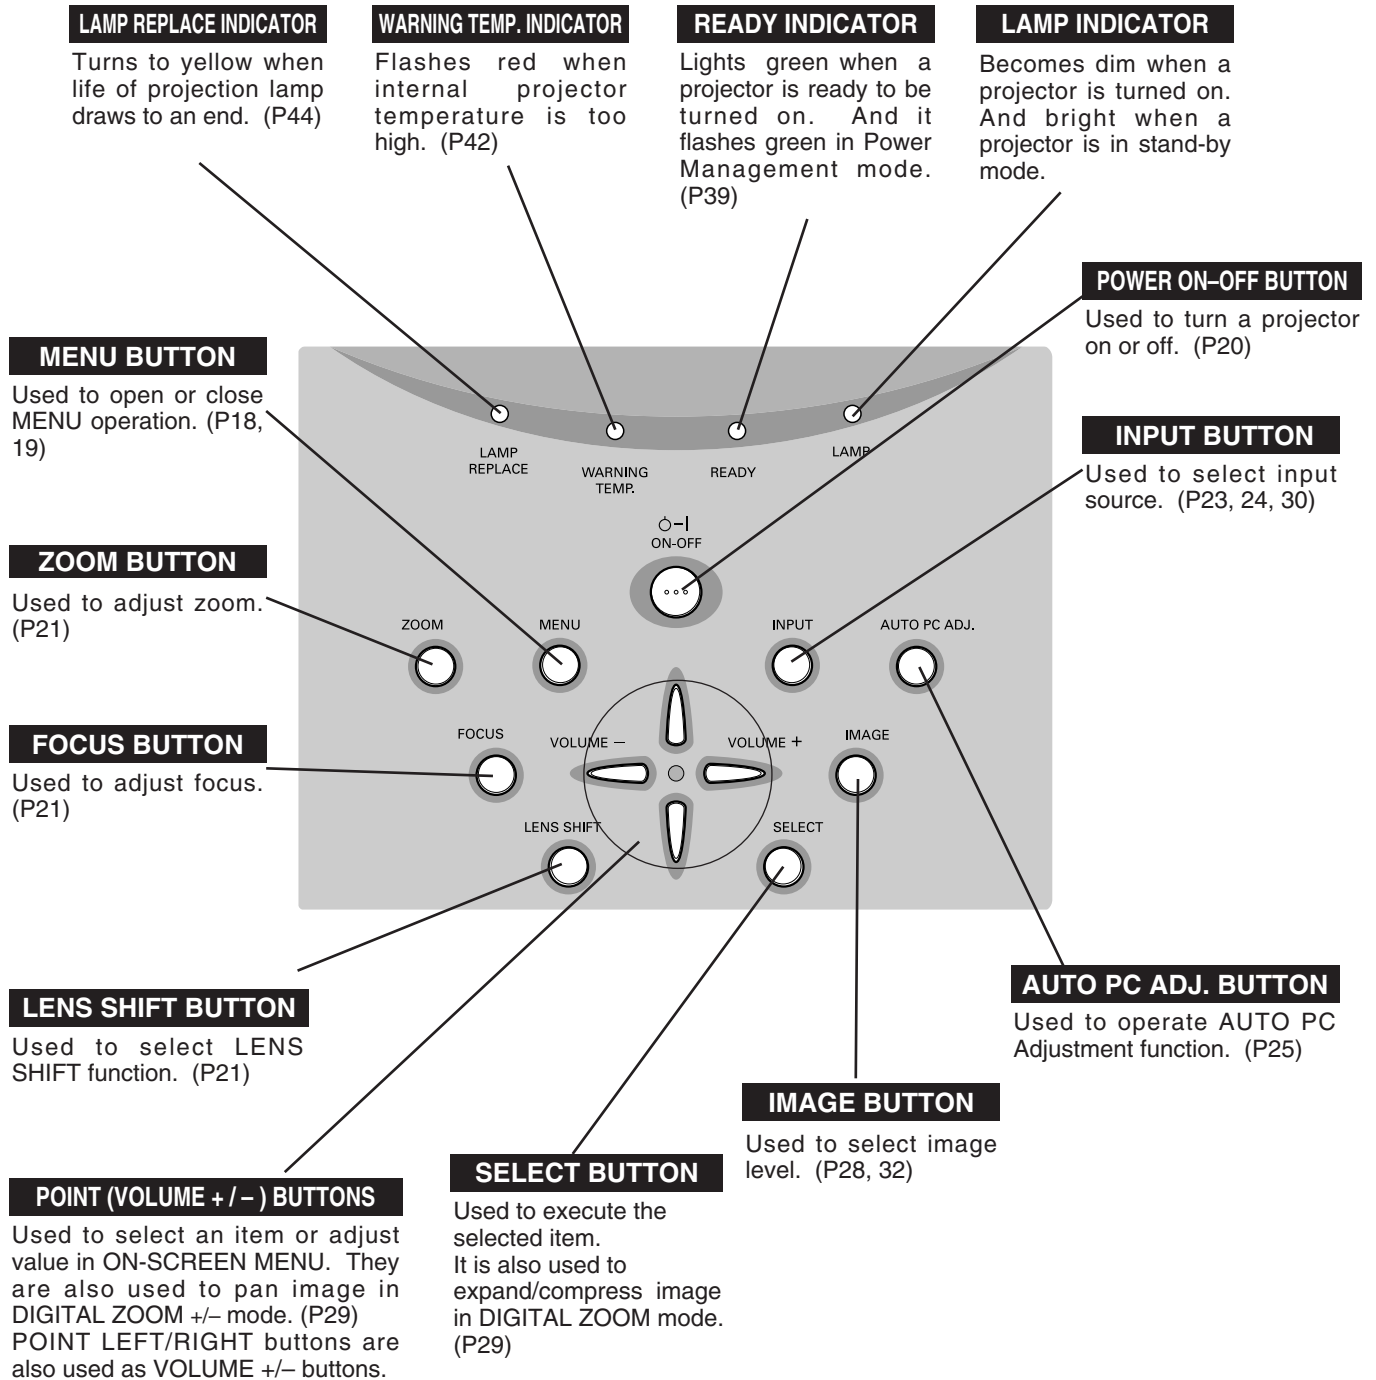 LAMP REPLACE INDICATOR
Turns to yellow when
life of projection lamp
draws to an end. (P44)
WARNING TEMP. INDICATOR
Flashes red when
internal projector
temperature is too
high. (P42)
READY INDICATOR
Lights green when a
projector is ready to be
turned on. And it
flashes green in Power
Management mode.
(P39)
LAMP INDICATOR
Becomes dim when a
projector is turned on.
And bright when a
projector is in stand-by
mode.
POWER ON–OFF BUTTON
Used to turn a projector
on or off. (P20)
MENU BUTTON
Used to open or close
MENU operation. (P18,
19)
INPUT BUTTON
Used to select input
source. (P23, 24, 30)
ZOOM BUTTON
Used to adjust zoom.
(P21)
FOCUS BUTTON
Used to adjust focus.
(P21)
LAMP
REPLACE
WARNING
TEMP.
READY
LAMP
ON-OFF
ZOOM
MENU
INPUT
AUTO PC ADJ.
FOCUS
VOLUME –
VOLUME +
IMAGE
LENS SHIFT
SELECT
LENS SHIFT BUTTON
Used to select LENS
SHIFT function. (P21)
AUTO PC ADJ. BUTTON
Used to operate AUTO PC
Adjustment function. (P25)
IMAGE BUTTON
Used to select image
level. (P28, 32)
SELECT BUTTON
Used to execute the
selected item.
It is also used to
expand/compress image
in DIGITAL ZOOM mode.
(P29)
POINT (VOLUME + / – ) BUTTONS
Used to select an item or adjust
value in ON-SCREEN MENU. They
are also used to pan image in
DIGITAL ZOOM +/– mode. (P29)
POINT LEFT/RIGHT buttons are
also used as VOLUME +/– buttons.